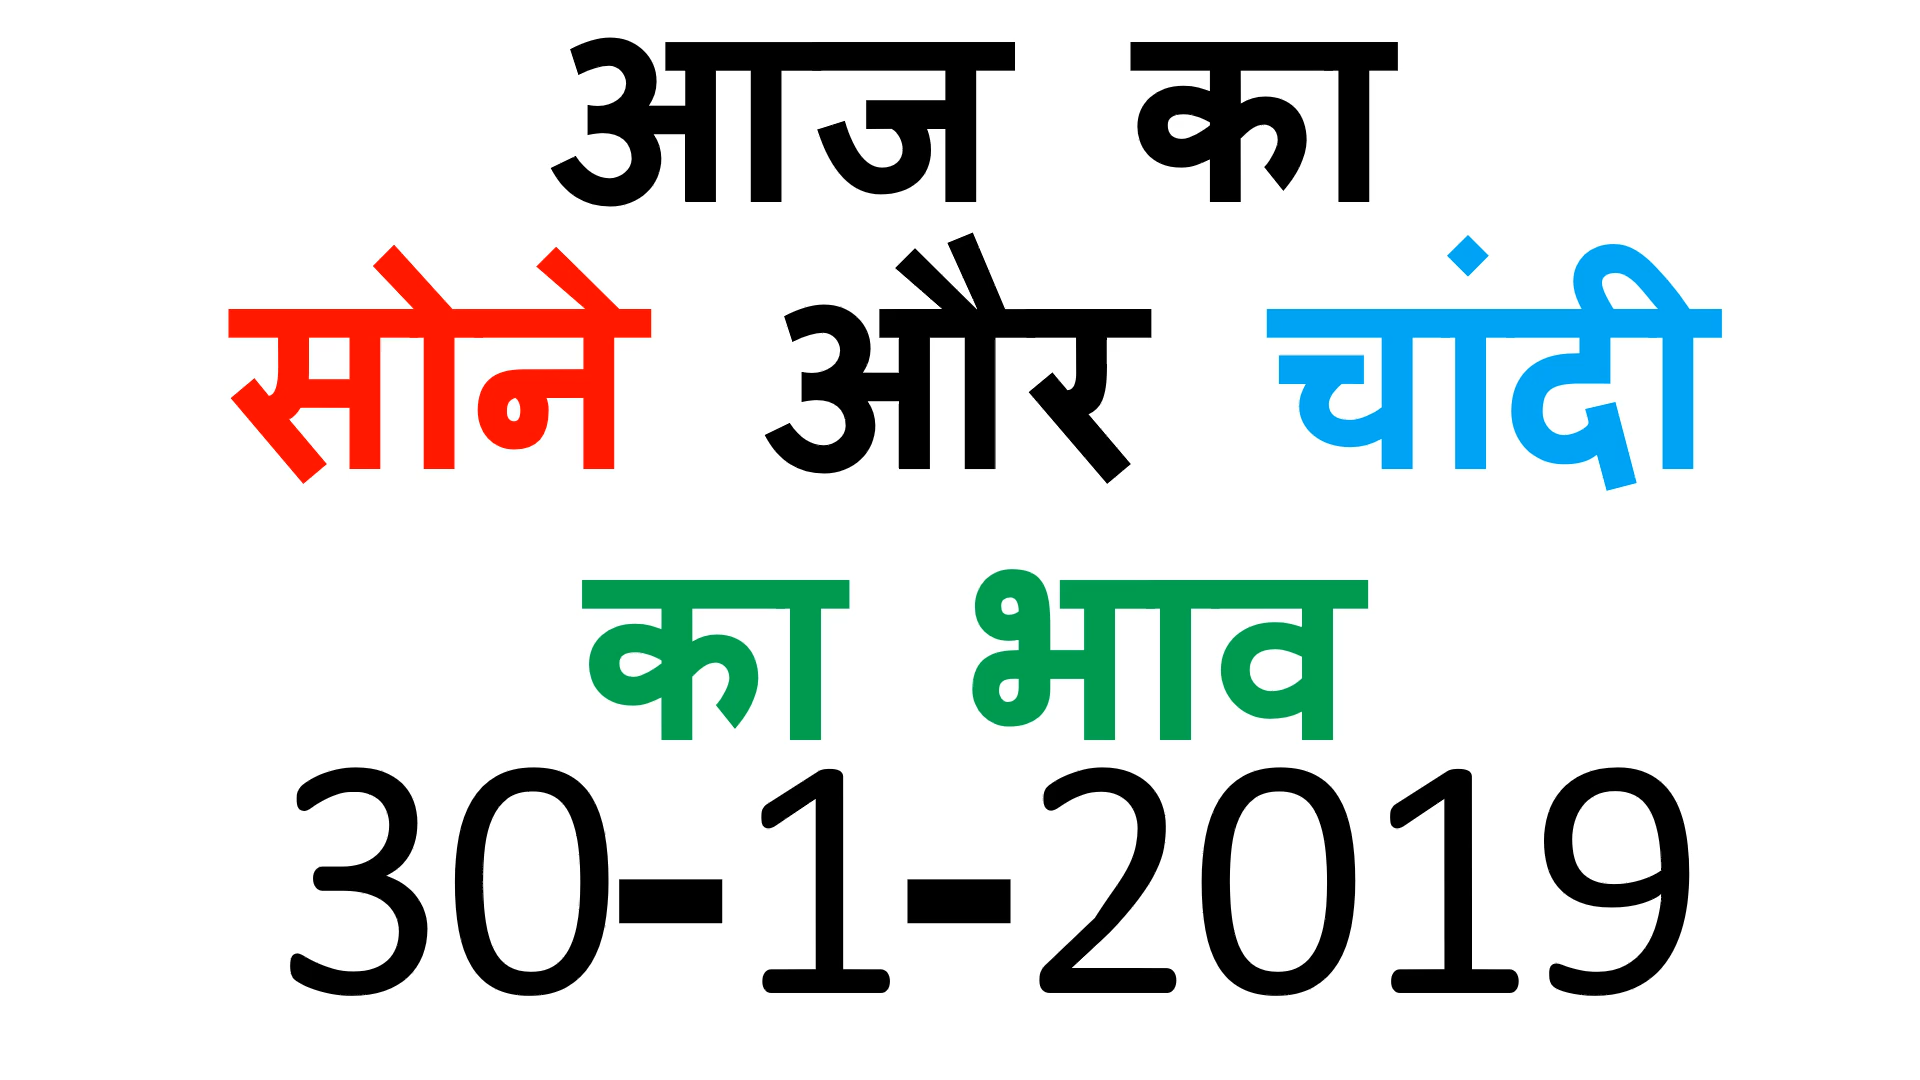 आज का
सोने और चांदी
का भाव
30-1-2019